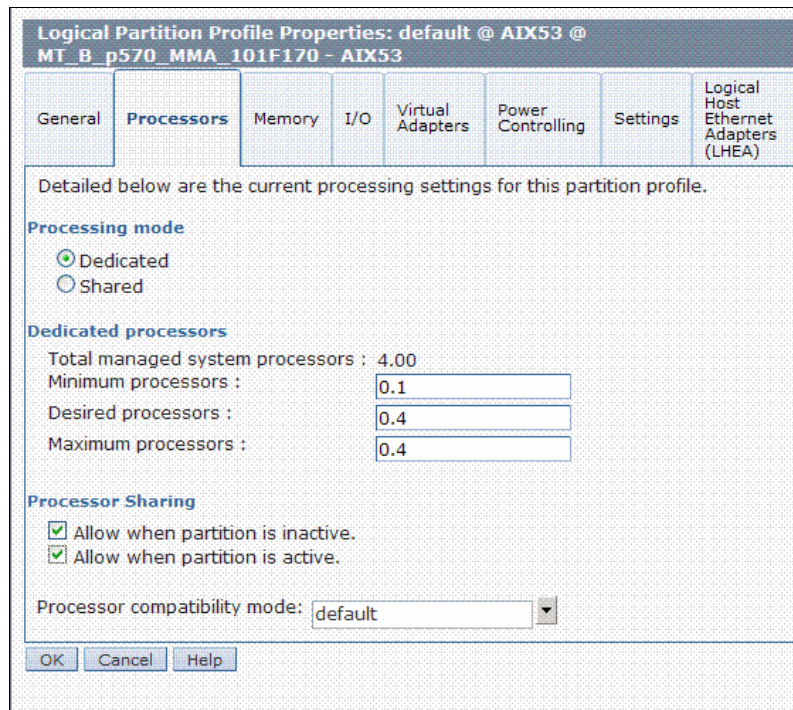 Logical Partition Profile Properties: default @ AIX53 @
MT_B_p570_MMA_101F170 - AIX53
General
Processors
Memory
I/O
Virtual
Adapters
Power
Controlling
Settings
Logical
Host
Ethernet
Adapters
(LHEA)
Detailed below are the current processing settings for this partition profile.
Processing mode
Dedicated
Shared
Dedicated processors
Total managed system processors : 4.00
Minimum processors : 0.1
Desired processors : 0.4
Maximum processors : 0.4
Processor Sharing
Allow when partition is inactive.
Allow when partition is active.
Processor compatibility mode: default
OK Cancel Help